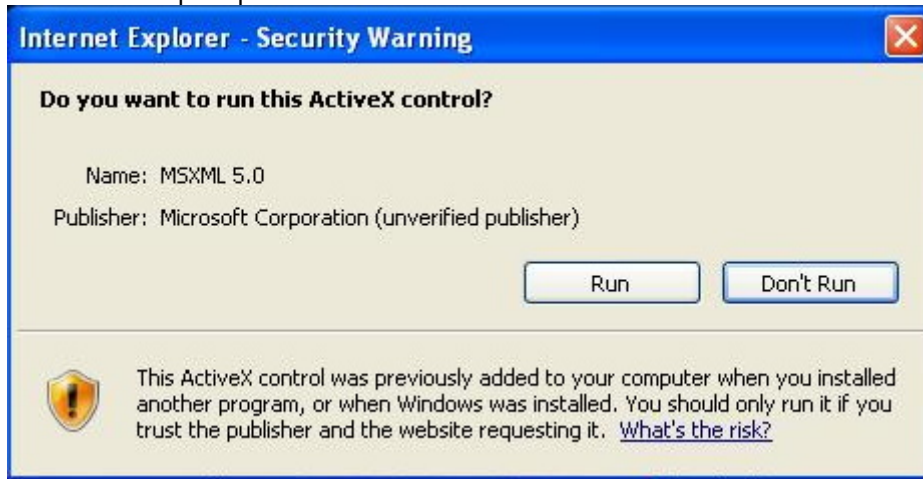 Internet Explorer - Security Warning
Do you want to run this ActiveX control?
Name: MSXML 5.0
Publisher: Microsoft Corporation (unverified publisher)
Run Don't Run
This ActiveX control was previously added to your computer when you installed
another program, or when Windows was installed. You should only run it if you
trust the publisher and the website requesting it. What's the risk?